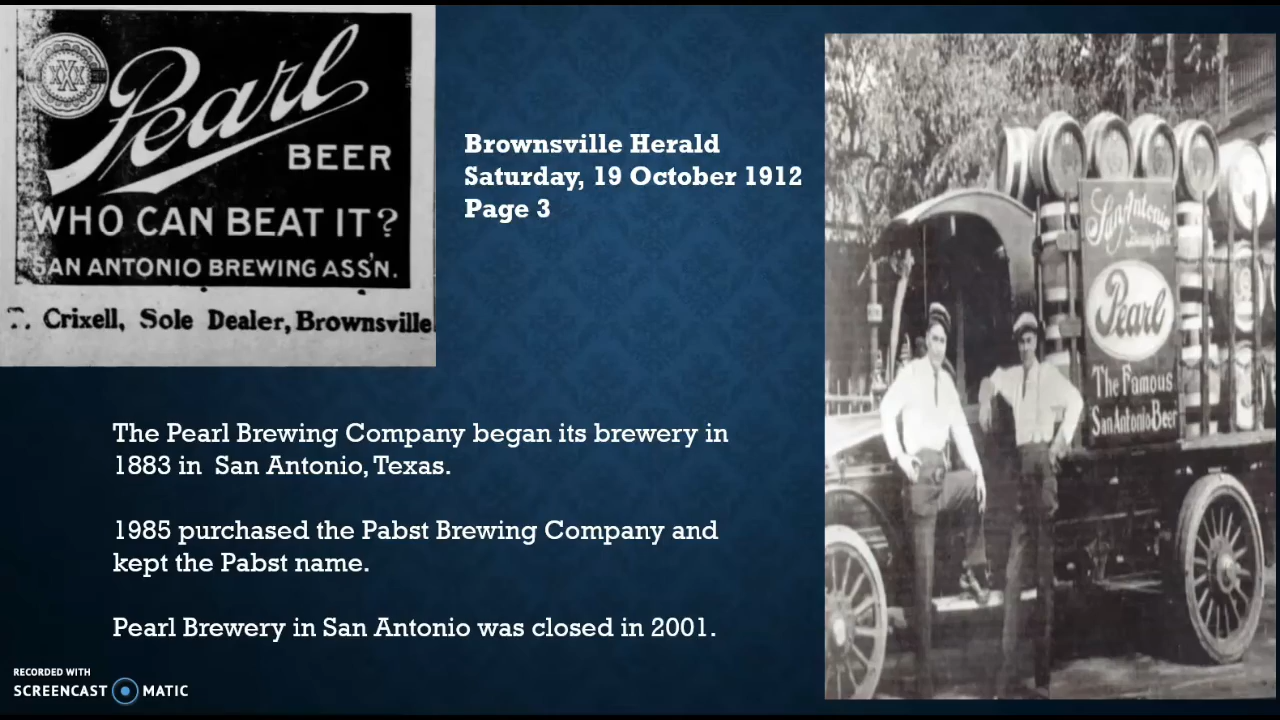 XXX
Pearl
BEER
WHO CAN BEAT IT?
SAN ANTONIO BREWING ASS'N.
Crixell, Sole Dealer, Brownsville
Brownsville Herald
Saturday, 19 October 1912
Page 3
The Pearl Brewing Company began its brewery in
1883 in San Antonio, Texas.
1985 purchased the Pabst Brewing Company and
kept the Pabst name.
Pearl Brewery in San Antonio was closed in 2001.
San Antonio
Pearl
The Famous
San Antonio Beer
RECORDED WITH
SCREENCAST MATIC